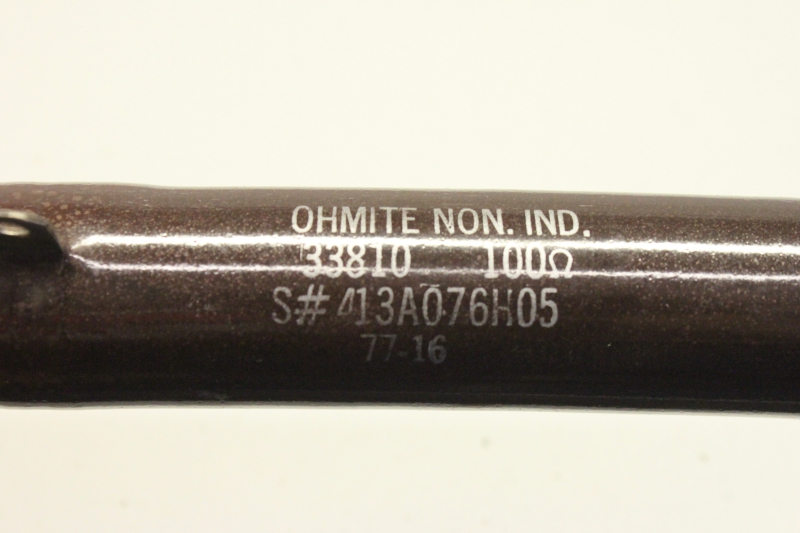 OHMITE NON. IND.
33810 100Ω
S# 413A076H05
77-16